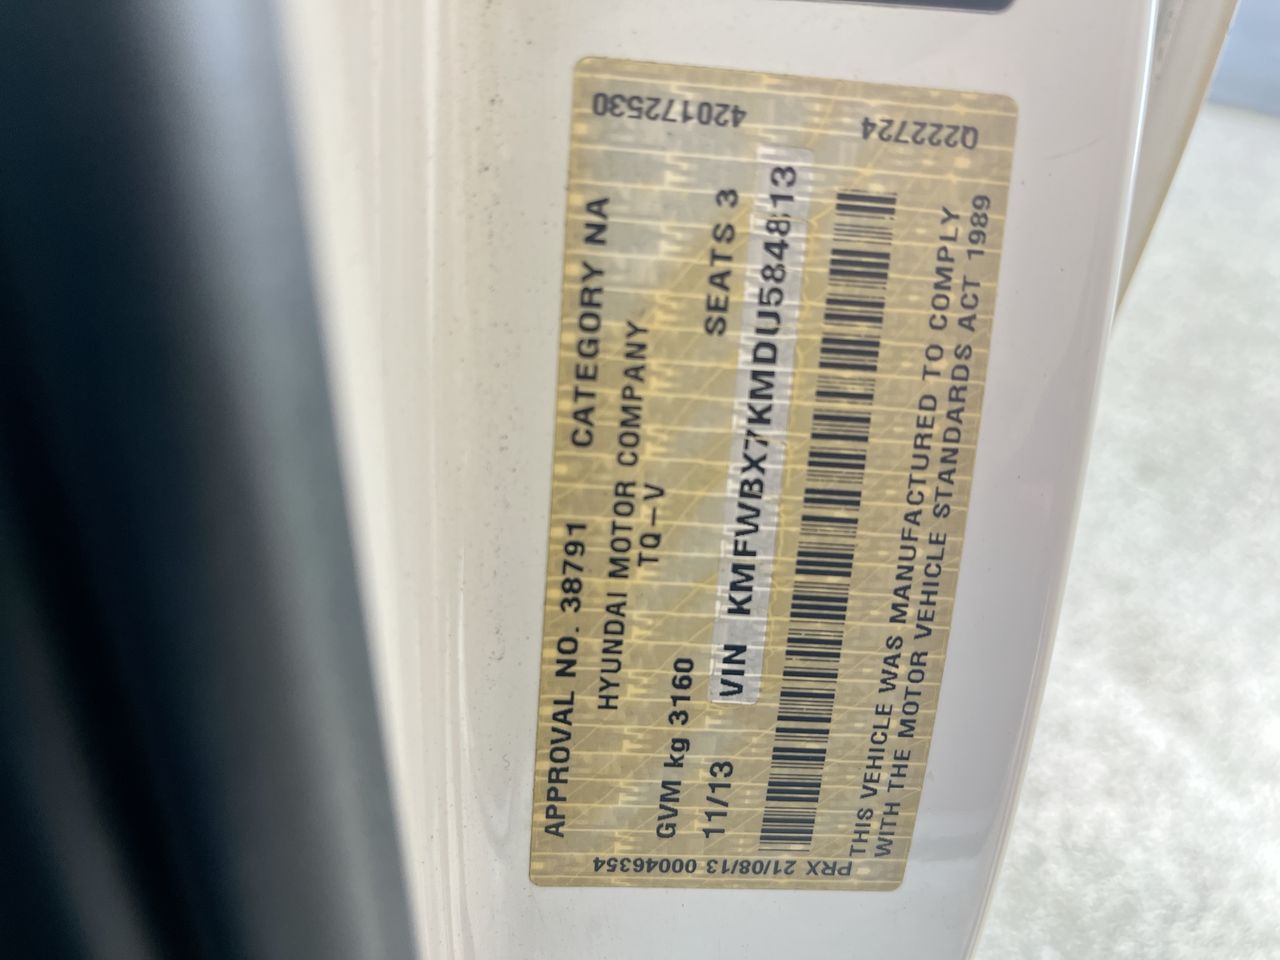 420172530
Q222724
APPROVAL NO. 38791 CATEGORY NA
HYUNDAI MOTOR COMPANY
TQ-V
GVM kg 3160
11/13 SEATS 3
VIN KMFWBX7KMDU584813
THIS VEHICLE WAS MANUFACTURED TO COMPLY
WITH THE MOTOR VEHICLE STANDARDS ACT 1989
PRX 21/08/13 00046354